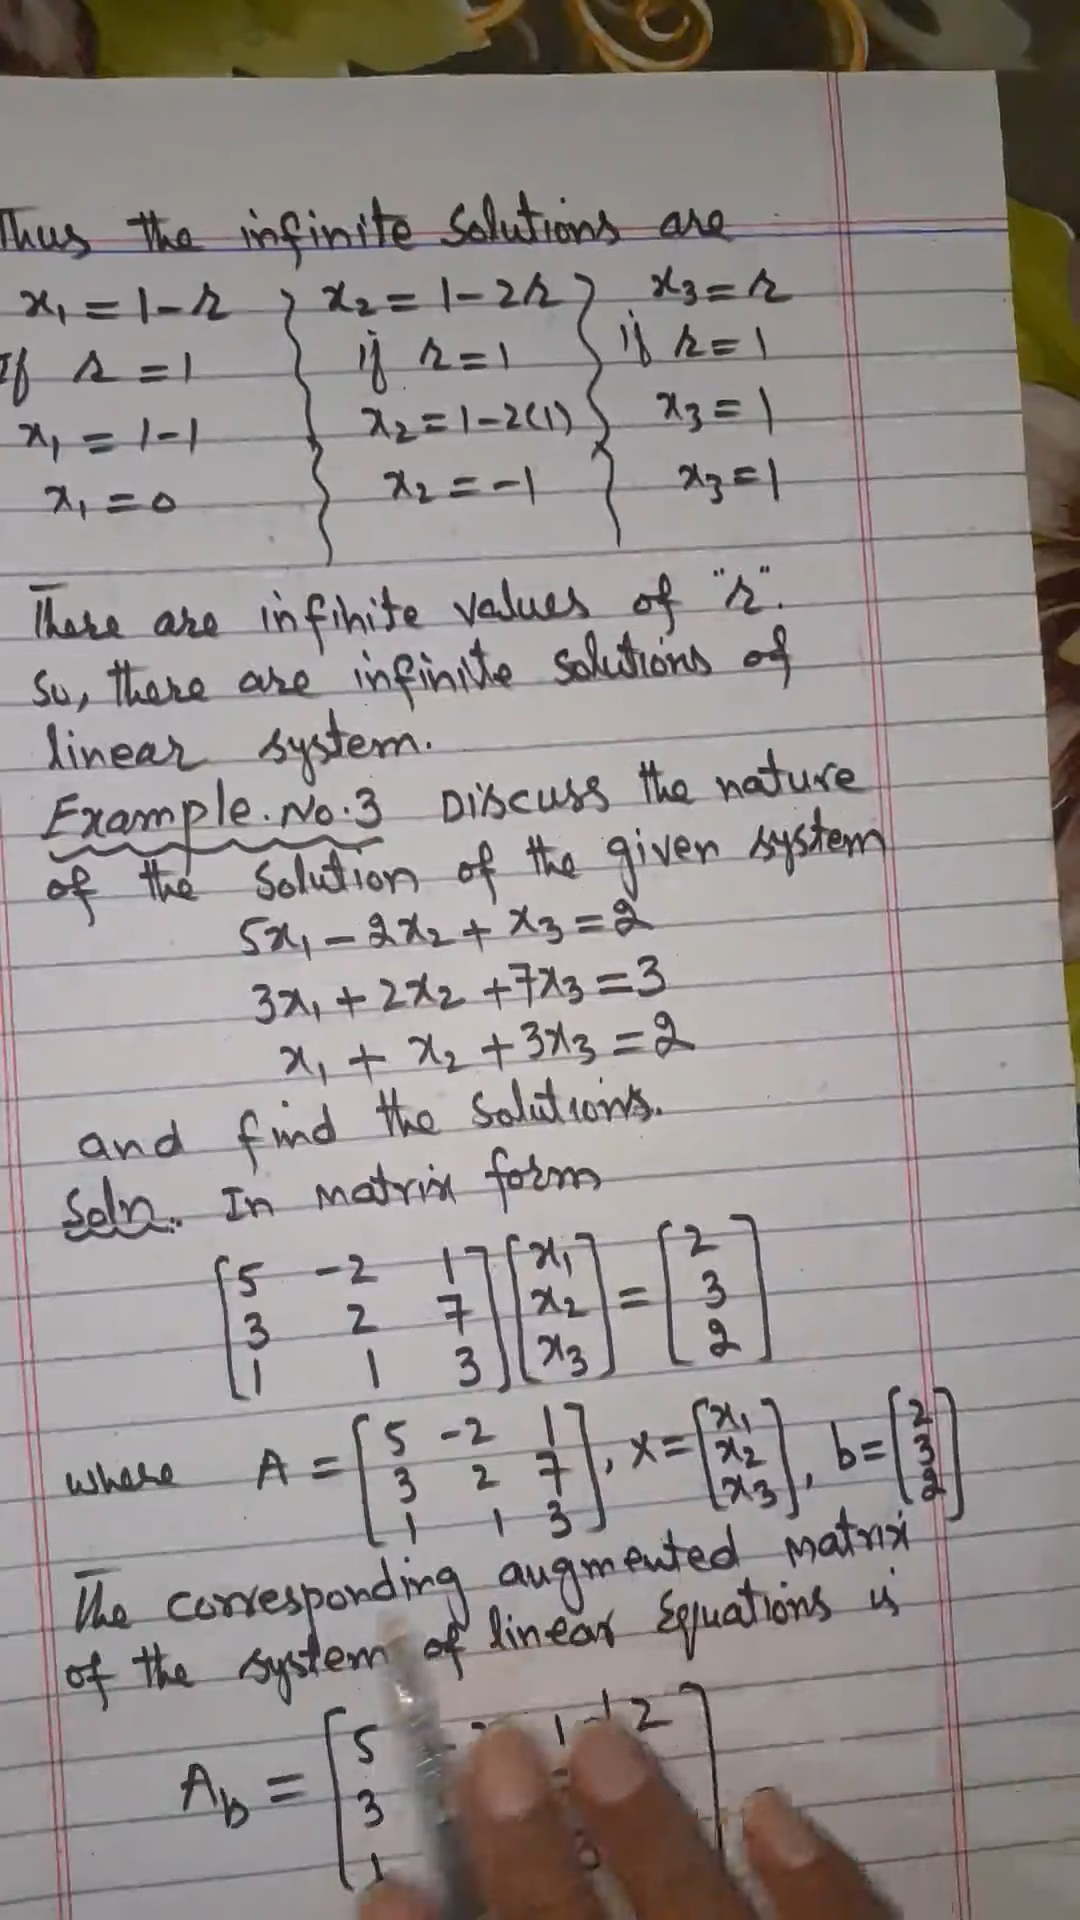 Thus the infinite solutions are
x₁ = 1-r } x₂ = 1-2r } x₃ = r
If r = 1 if r = 1 if r = 1
x₁ = 1-1 x₂ = 1-2(1) x₃ = 1
x₁ = 0 x₂ = -1 x₃ = 1
There are infinite values of "r".
So, there are infinite solutions of
linear system.
Example.No.3 Discuss the nature
of the solution of the given system
5x₁ - 2x₂ + x₃ = 2
3x₁ + 2x₂ + 7x₃ = 3
x₁ + x₂ + 3x₃ = 2
and find the solutions.
Soln. In matrix form
[5 -2 1] [x₁] = [2]
[3 2 7] [x₂] [3]
[1 1 3] [x₃] [2]
where A = [5 -2 1; 3 2 7; 1 1 3], x = [x₁; x₂; x₃], b = [2; 3; 2]
The corresponding augmented matrix
of the system of linear Equations is
A_b = [5 1 2
3
1